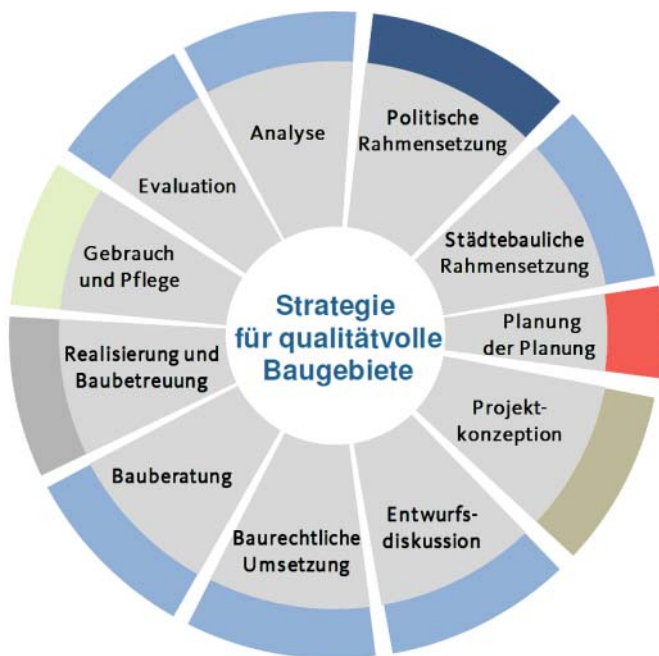 Strategie
für qualitätvolle
Baugebiete
Politische
Rahmensetzung
Städtebauliche
Rahmensetzung
Planung
der Planung
Projekt-
konzeption
Entwurfs-
diskussion
Baurechtliche
Umsetzung
Bauberatung
Realisierung und
Baubetreuung
Gebrauch
und Pflege
Evaluation
Analyse